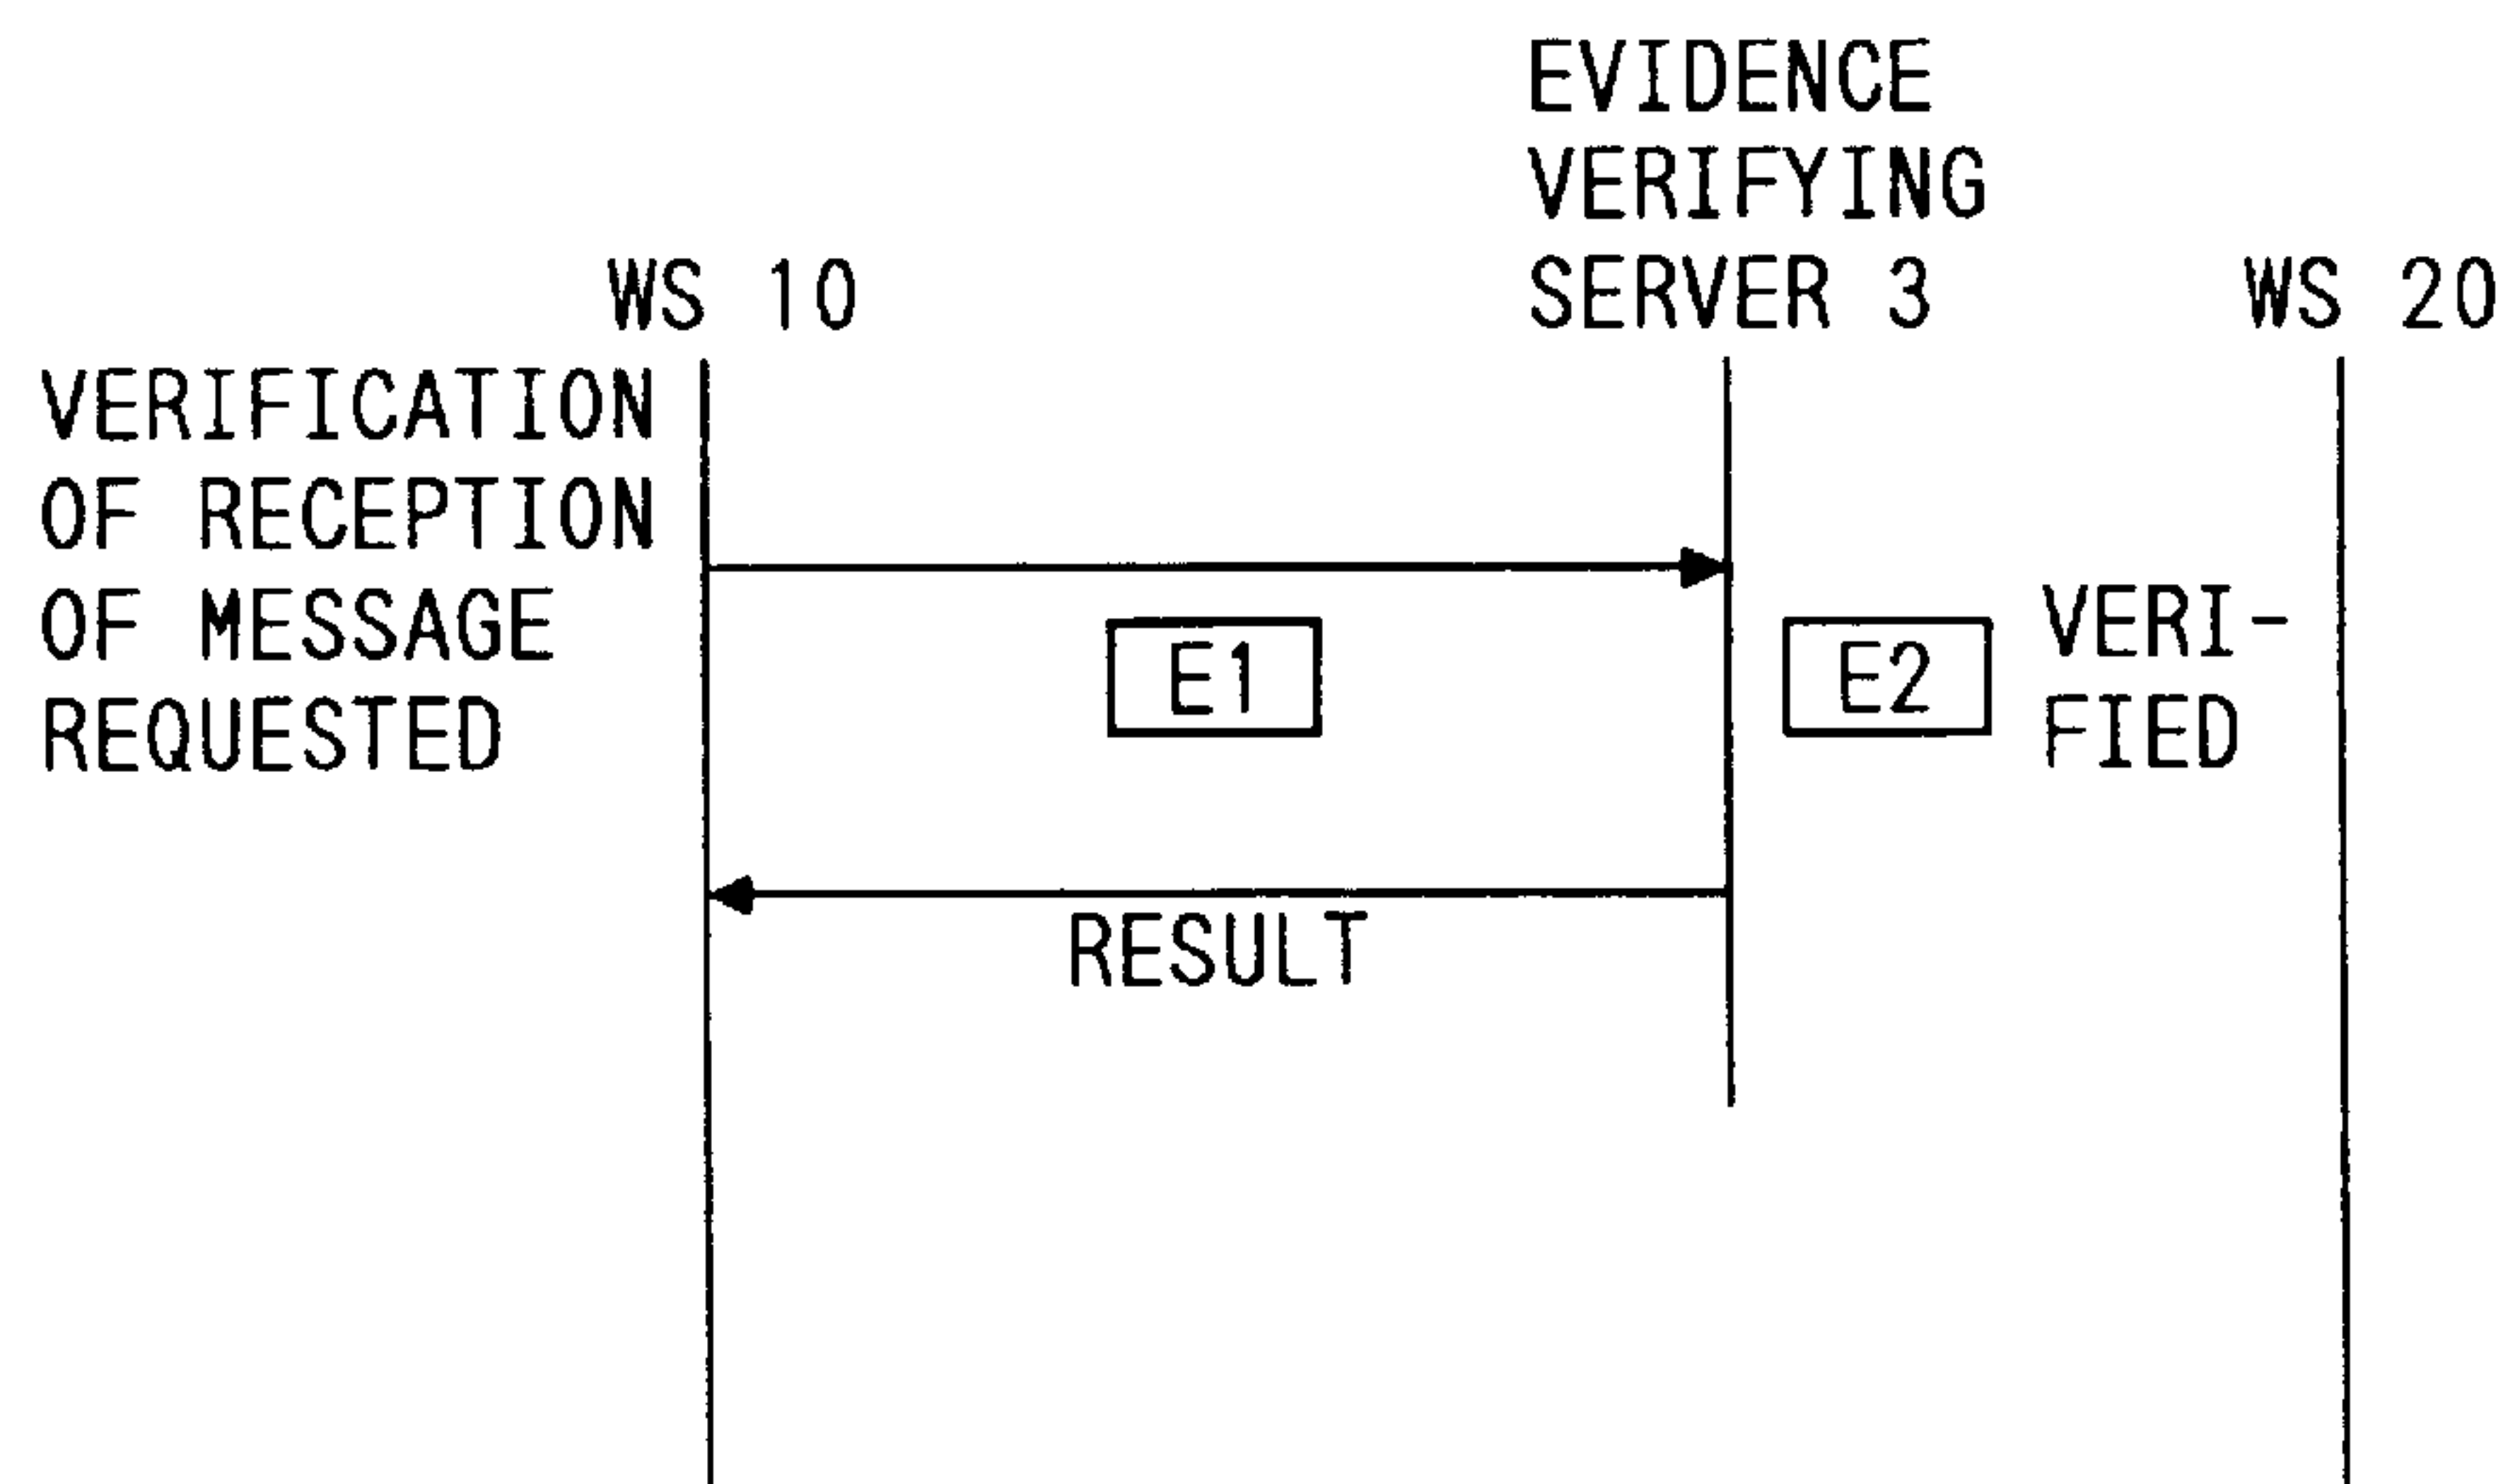 EVIDENCE
VERIFYING
SERVER 3
WS 10
WS 20
VERIFICATION
OF RECEPTION
OF MESSAGE
REQUESTED
E1
E2
VERI-
FIED
RESULT